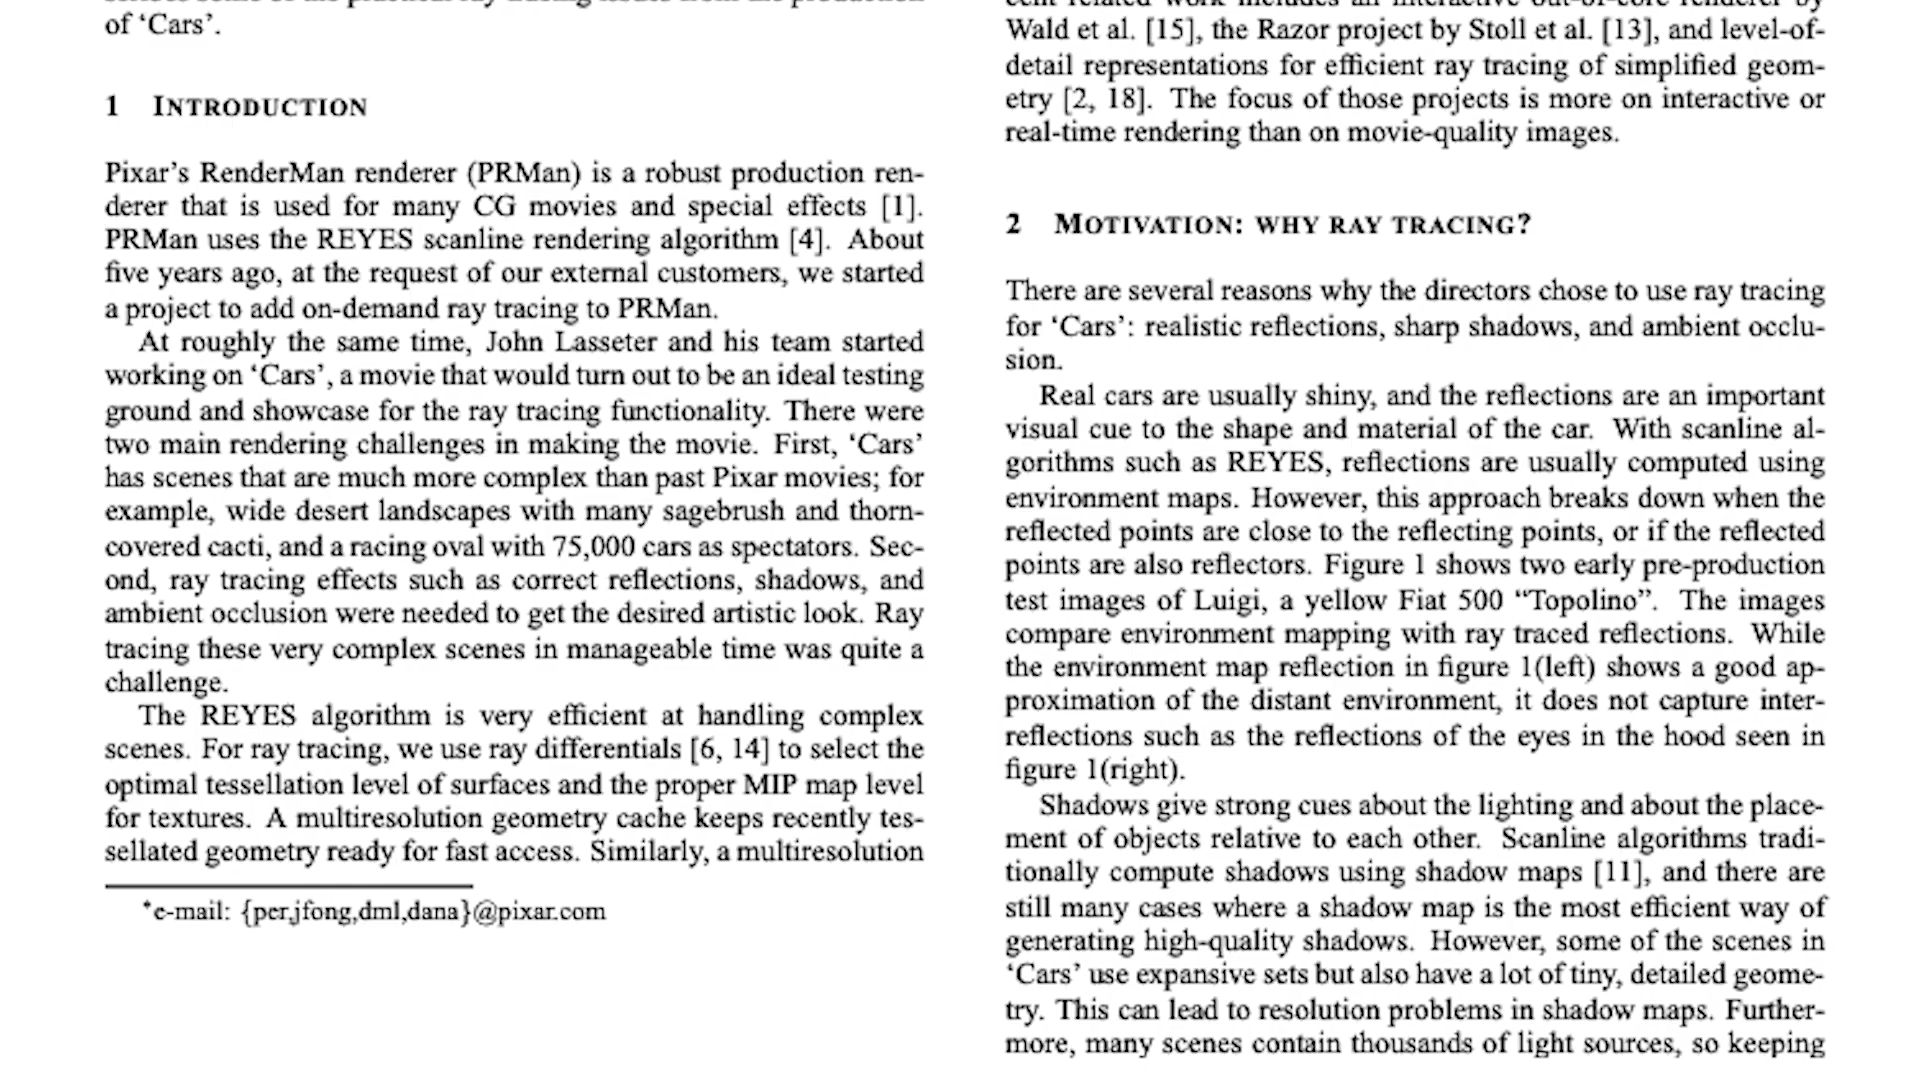 of ‘Cars’.
1 INTRODUCTION
Pixar’s RenderMan renderer (PRMan) is a robust production ren-
derer that is used for many CG movies and special effects [1].
PRMan uses the REYES scanline rendering algorithm [4]. About
five years ago, at the request of our external customers, we started
a project to add on-demand ray tracing to PRMan.
At roughly the same time, John Lasseter and his team started
working on ‘Cars’, a movie that would turn out to be an ideal testing
ground and showcase for the ray tracing functionality. There were
two main rendering challenges in making the movie. First, ‘Cars’
has scenes that are much more complex than past Pixar movies; for
example, wide desert landscapes with many sagebrush and thorn-
covered cacti, and a racing oval with 75,000 cars as spectators. Sec-
ond, ray tracing effects such as correct reflections, shadows, and
ambient occlusion were needed to get the desired artistic look. Ray
tracing these very complex scenes in manageable time was quite a
challenge.
The REYES algorithm is very efficient at handling complex
scenes. For ray tracing, we use ray differentials [6, 14] to select the
optimal tessellation level of surfaces and the proper MIP map level
for textures. A multiresolution geometry cache keeps recently tes-
sellated geometry ready for fast access. Similarly, a multiresolution
*e-mail: {per,jfong,dml,dana}@pixar.com
cent related work includes an interactive out-of-core renderer by
Wald et al. [15], the Razor project by Stoll et al. [13], and level-of-
detail representations for efficient ray tracing of simplified geom-
etry [2, 18]. The focus of those projects is more on interactive or
real-time rendering than on movie-quality images.
2 MOTIVATION: WHY RAY TRACING?
There are several reasons why the directors chose to use ray tracing
for ‘Cars’: realistic reflections, sharp shadows, and ambient occlu-
sion.
Real cars are usually shiny, and the reflections are an important
visual cue to the shape and material of the car. With scanline al-
gorithms such as REYES, reflections are usually computed using
environment maps. However, this approach breaks down when the
reflected points are close to the reflecting points, or if the reflected
points are also reflectors. Figure 1 shows two early pre-production
test images of Luigi, a yellow Fiat 500 “Topolino”. The images
compare environment mapping with ray traced reflections. While
the environment map reflection in figure 1(left) shows a good ap-
proximation of the distant environment, it does not capture inter-
reflections such as the reflections of the eyes in the hood seen in
figure 1(right).
Shadows give strong cues about the lighting and about the place-
ment of objects relative to each other. Scanline algorithms tradi-
tionally compute shadows using shadow maps [11], and there are
still many cases where a shadow map is the most efficient way of
generating high-quality shadows. However, some of the scenes in
‘Cars’ use expansive sets but also have a lot of tiny, detailed geome-
try. This can lead to resolution problems in shadow maps. Further-
more, many scenes contain thousands of light sources, so keeping